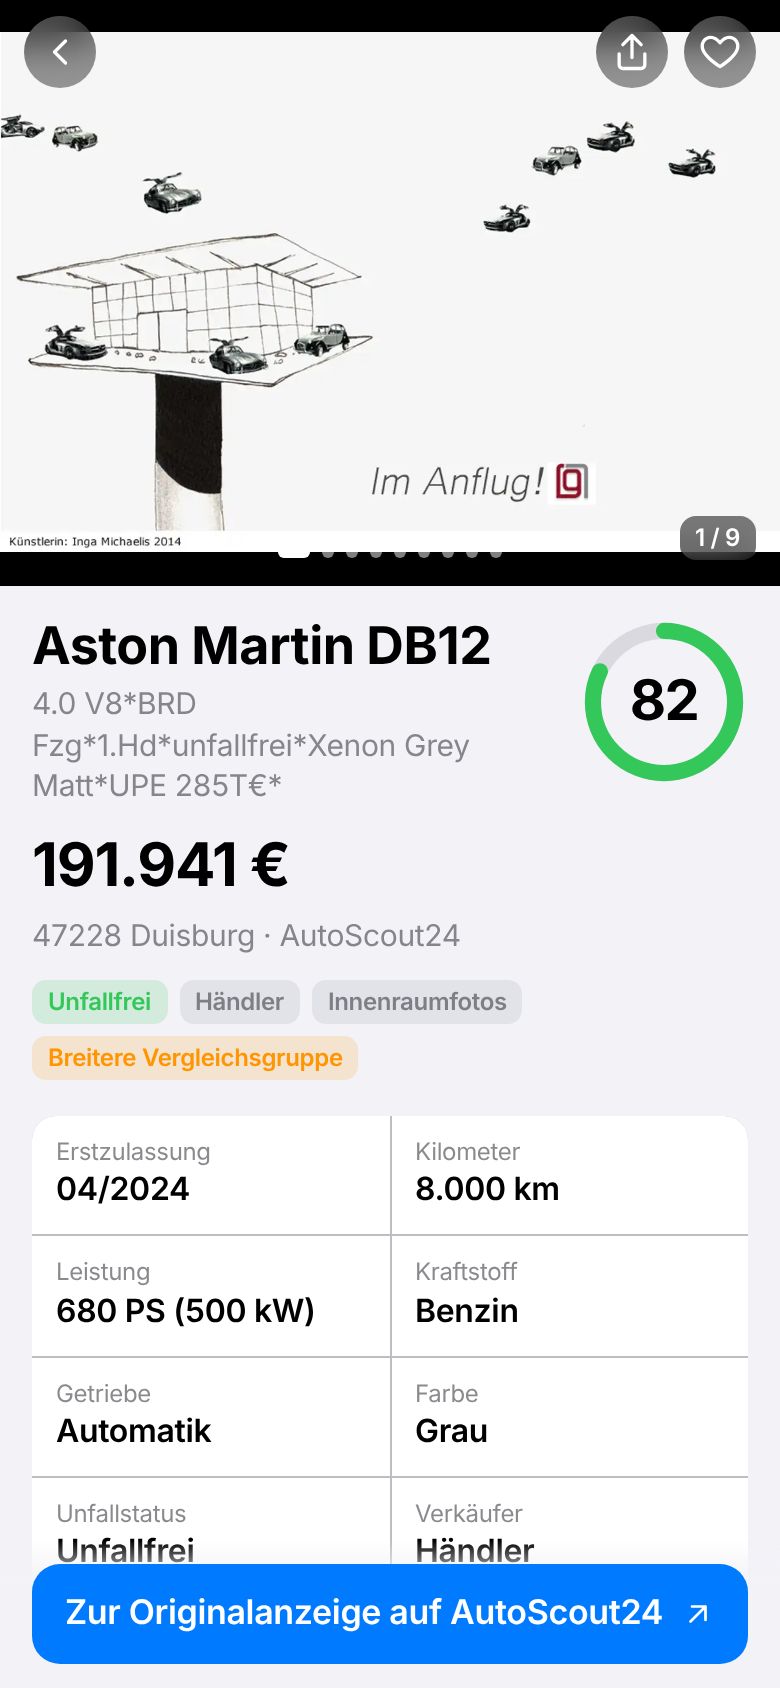 Im Anflug!
Künstlerin: Inga Michaelis 2014
1 / 9
Aston Martin DB12
82
4.0 V8*BRD
Fzg*1.Hd*unfallfrei*Xenon Grey
Matt*UPE 285T€*
191.941 €
47228 Duisburg · AutoScout24
Unfallfrei
Händler
Innenraumfotos
Breitere Vergleichsgruppe
Erstzulassung
04/2024
Kilometer
8.000 km
Leistung
680 PS (500 kW)
Kraftstoff
Benzin
Getriebe
Automatik
Farbe
Grau
Unfallstatus
Unfallfrei
Verkäufer
Händler
Zur Originalanzeige auf AutoScout24